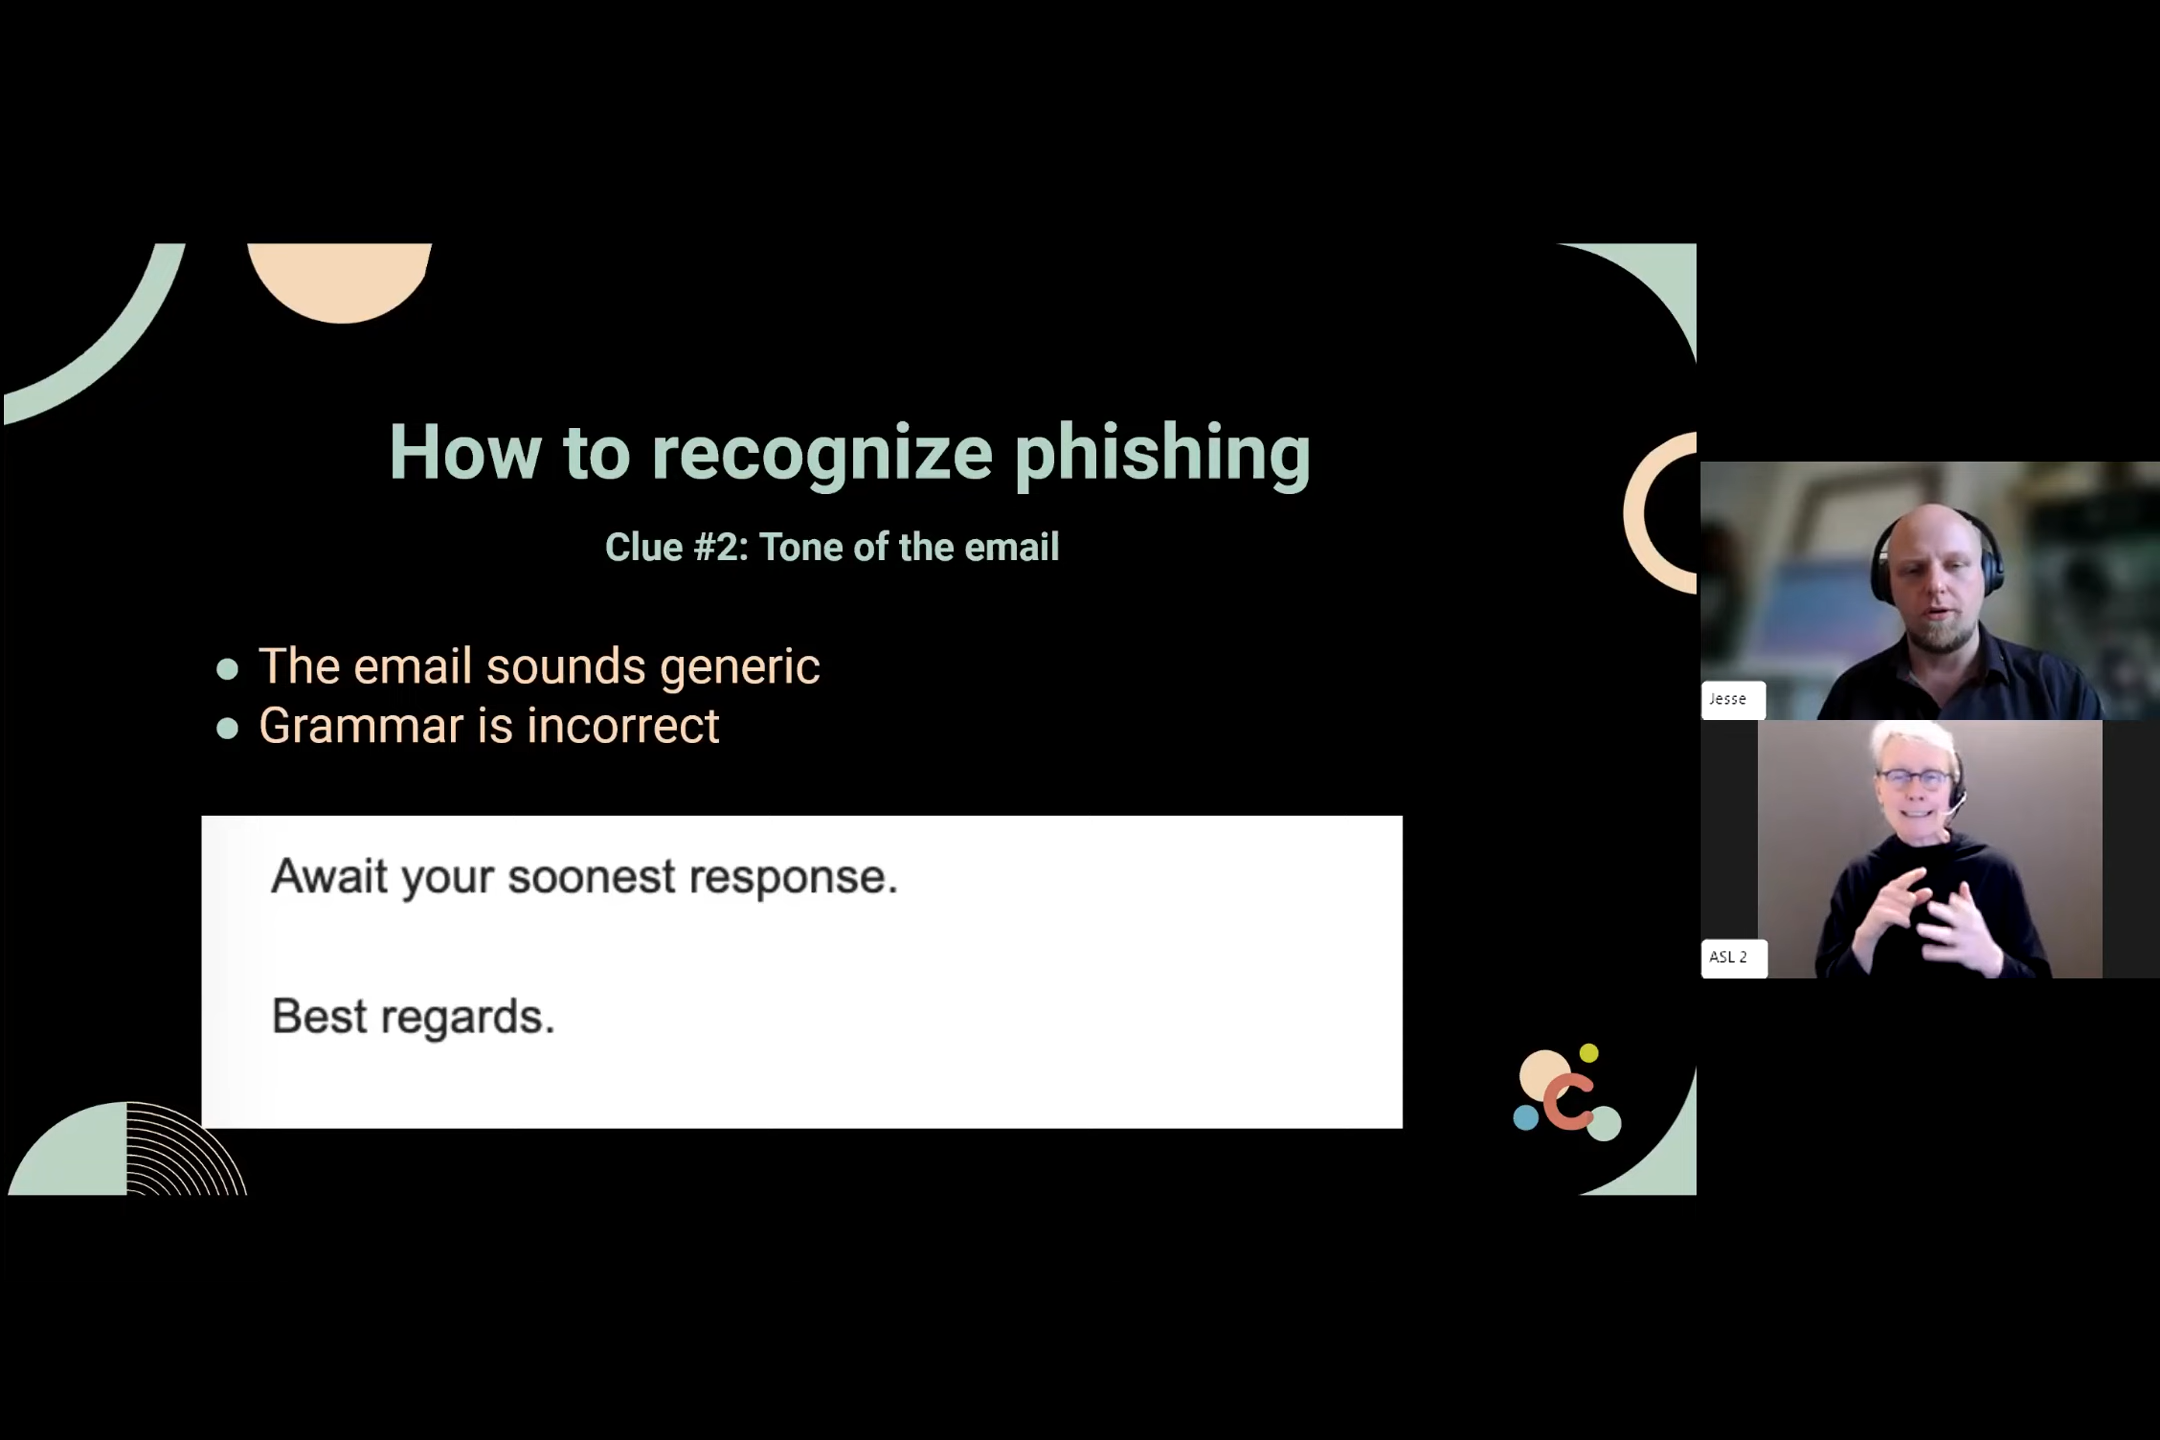 How to recognize phishing
Clue #2: Tone of the email
The email sounds generic
Grammar is incorrect
Await your soonest response.
Best regards.
Jesse
ASL 2